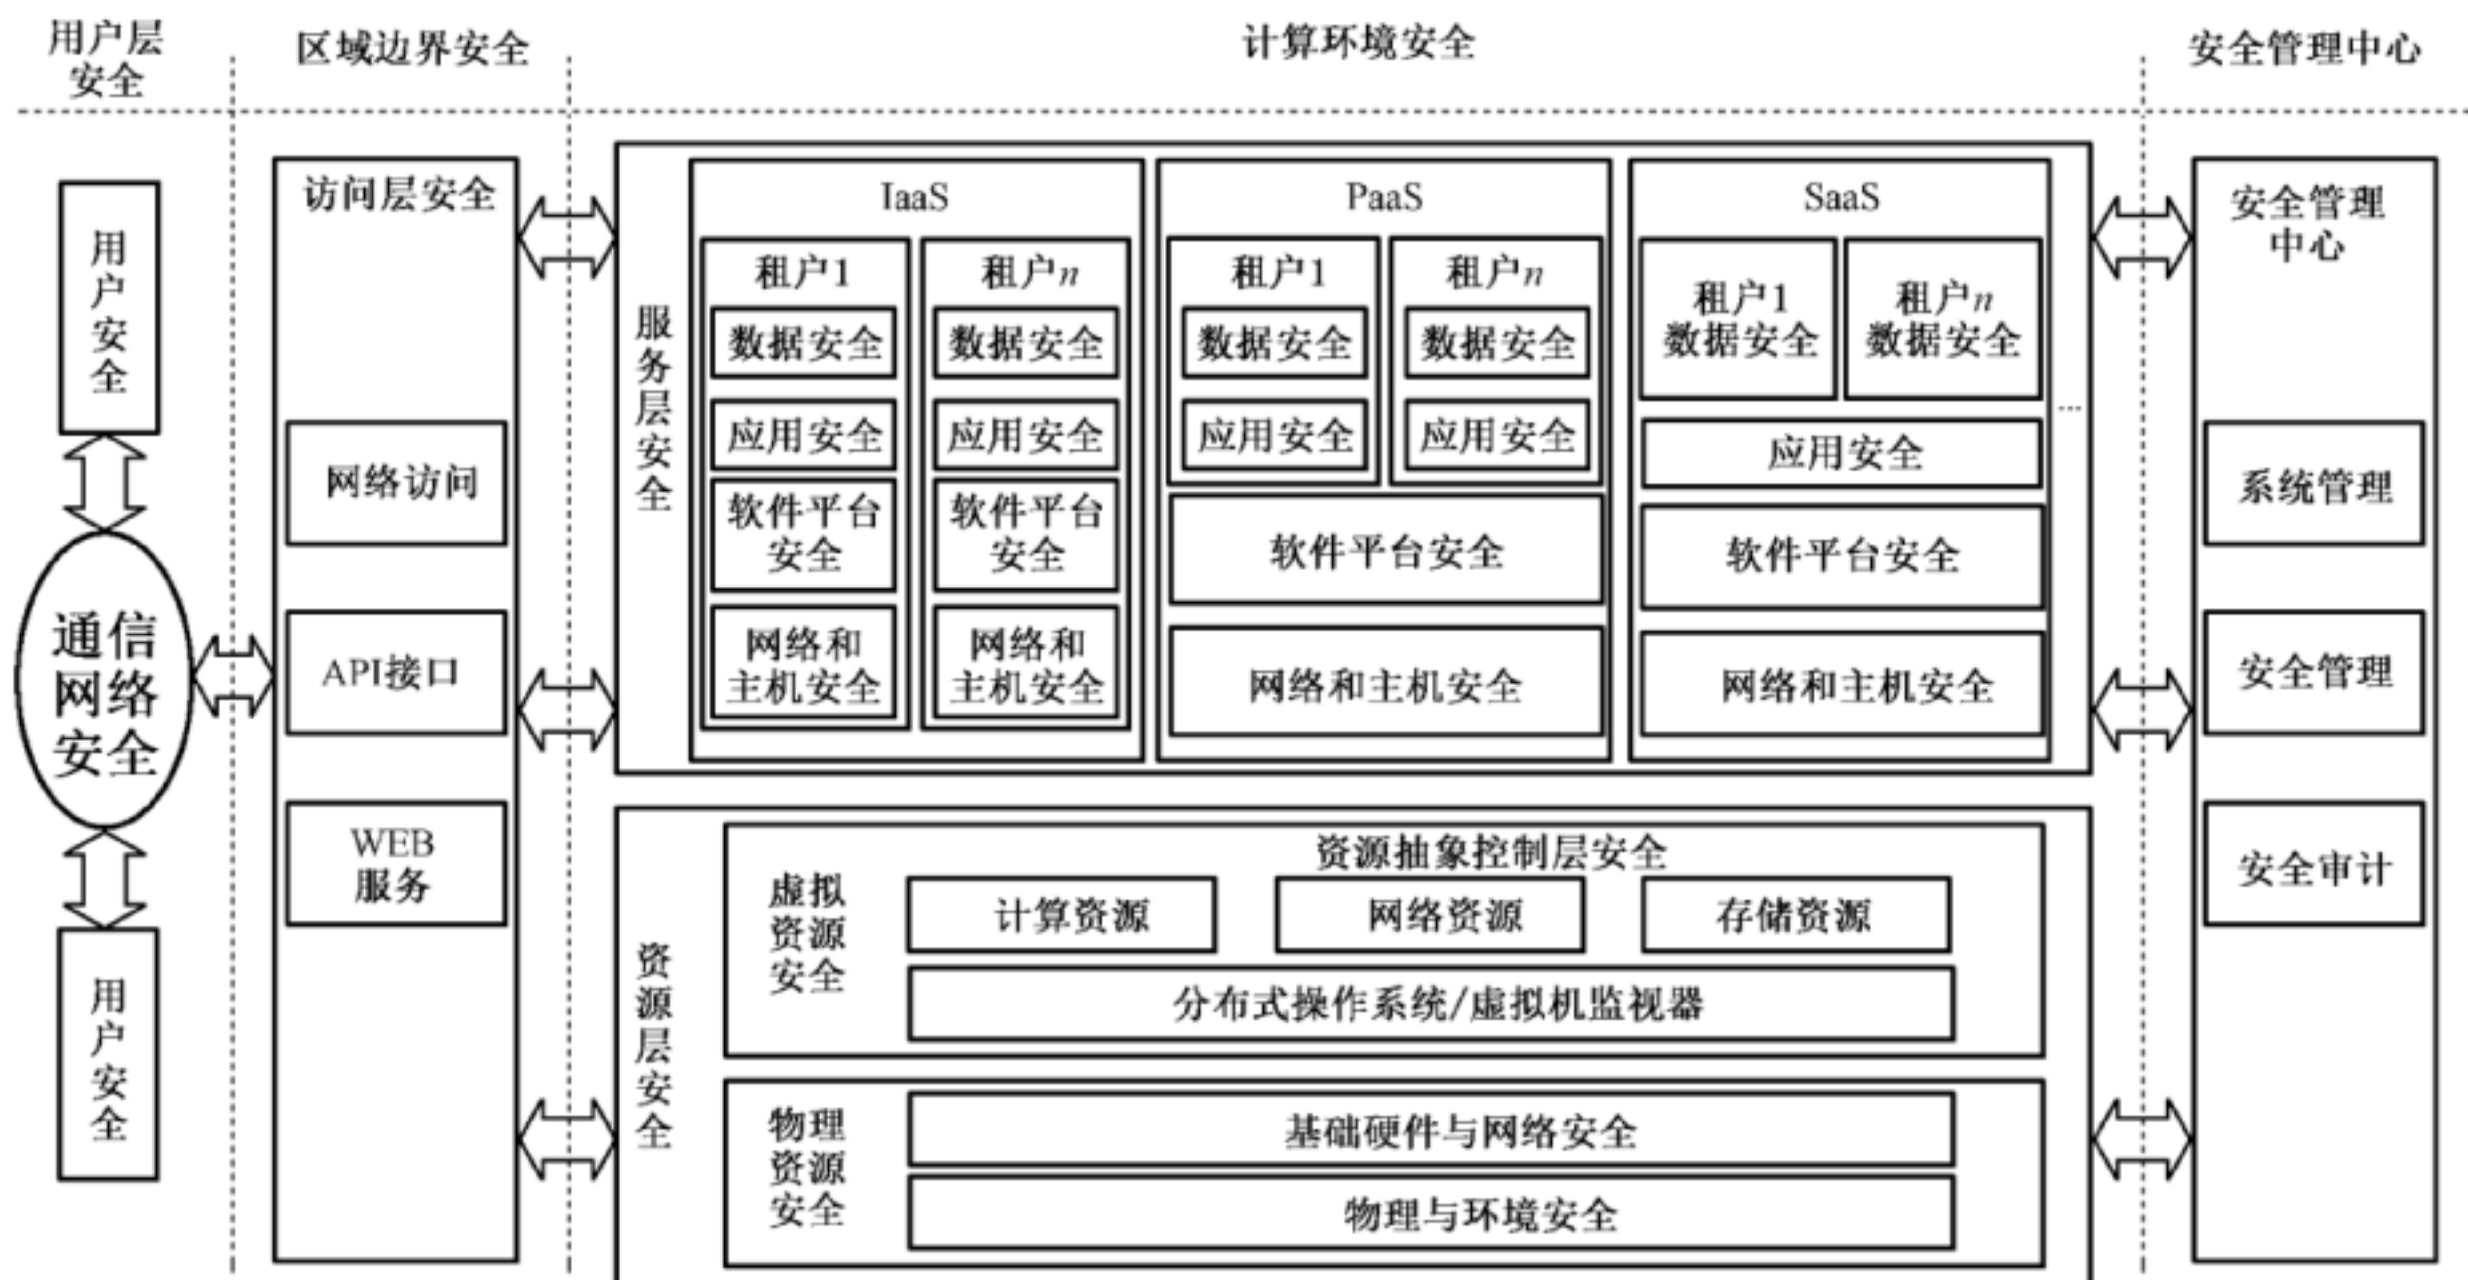 用户层
安全
区域边界安全
计算环境安全
安全管理中心
用户安全
通信
网络
安全
用户安全
访问层安全
网络访问
API接口
WEB
服务
服务层安全
IaaS
租户1
数据安全
应用安全
软件平台
安全
网络和
主机安全
租户n
数据安全
应用安全
软件平台
安全
网络和
主机安全
PaaS
租户1
数据安全
应用安全
租户n
数据安全
应用安全
软件平台安全
网络和主机安全
SaaS
租户1
数据安全
租户n
数据安全
应用安全
软件平台安全
网络和主机安全
...
资源层安全
虚拟
资源
安全
资源抽象控制层安全
计算资源
网络资源
存储资源
分布式操作系统/虚拟机监视器
物理
资源
安全
基础硬件与网络安全
物理与环境安全
安全管理
中心
系统管理
安全管理
安全审计